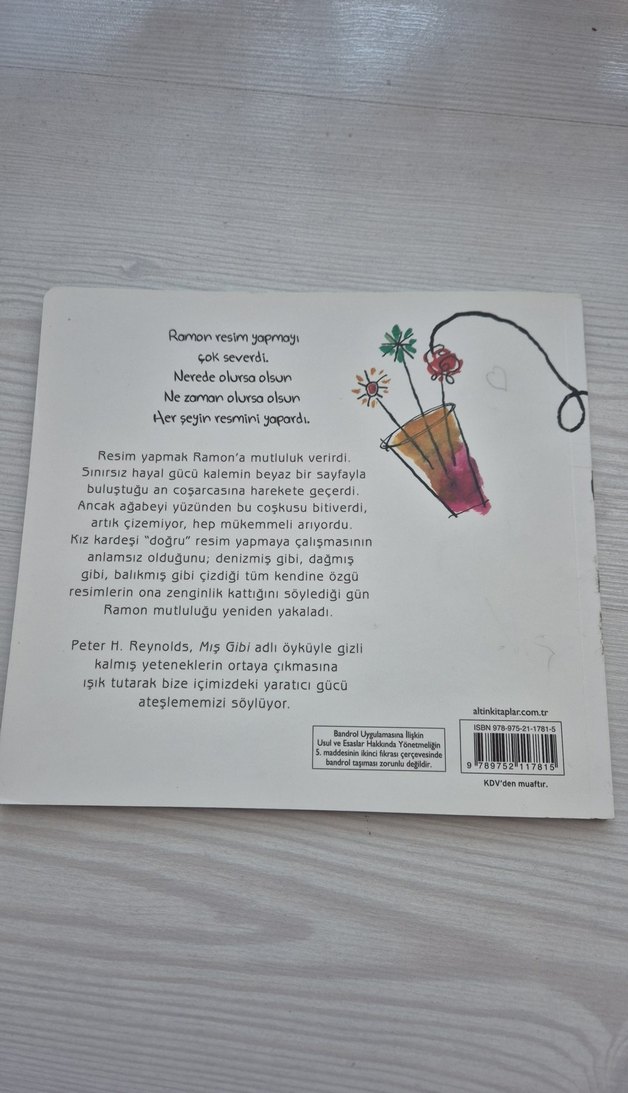 Ramon resim yapmayı
çok severdi.
Nerede olursa olsun
Ne zaman olursa olsun
Her şeyin resmini yapardı.
Resim yapmak Ramon'a mutluluk verirdi.
Sınırsız hayal gücü kalemin beyaz bir sayfayla
buluştuğu an coşarcasına harekete geçerdi.
Ancak ağabeyi yüzünden bu coşkusu bitiverdi,
artık çizemiyor, hep mükemmeli arıyordu.
Kız kardeşi "doğru" resim yapmaya çalışmasının
anlamsız olduğunu; denizmiş gibi, dağmış
gibi, balıkmış gibi çizdiği tüm kendine özgü
resimlerin ona zenginlik kattığını söylediği gün
Ramon mutluluğu yeniden yakaladı.
Peter H. Reynolds, Mış Gibi adlı öyküyle gizli
kalmış yeteneklerin ortaya çıkmasına
ışık tutarak bize içimizdeki yaratıcı gücü
ateşlememizi söylüyor.
altinkitaplar.com.tr
Bandrol Uygulamasına İlişkin
Usul ve Esaslar Hakkında Yönetmeliğin
5. maddesinin ikinci fıkrası çerçevesinde
bandrol taşıması zorunlu değildir.
ISBN 978-975-21-1781-5
9 789752 117815
KDV'den muaftır.